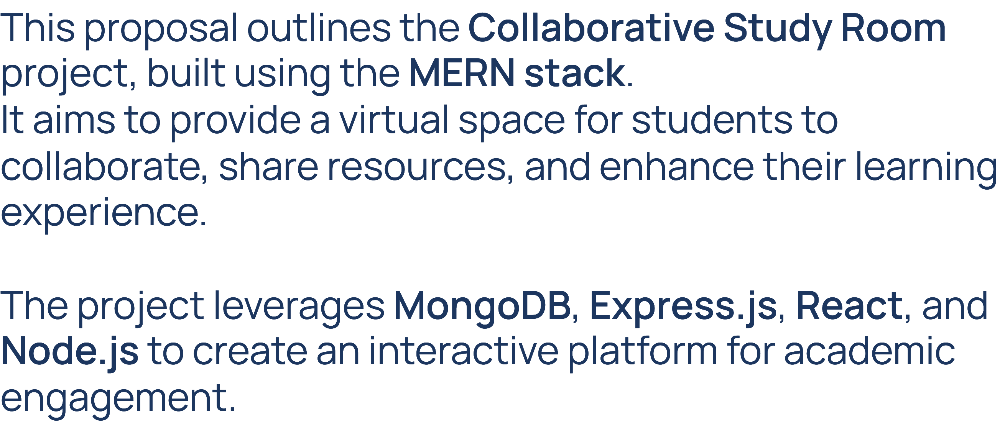 This proposal outlines the Collaborative Study Room
project, built using the MERN stack.
It aims to provide a virtual space for students to
collaborate, share resources, and enhance their learning
experience.
The project leverages MongoDB, Express.js, React, and
Node.js to create an interactive platform for academic
engagement.